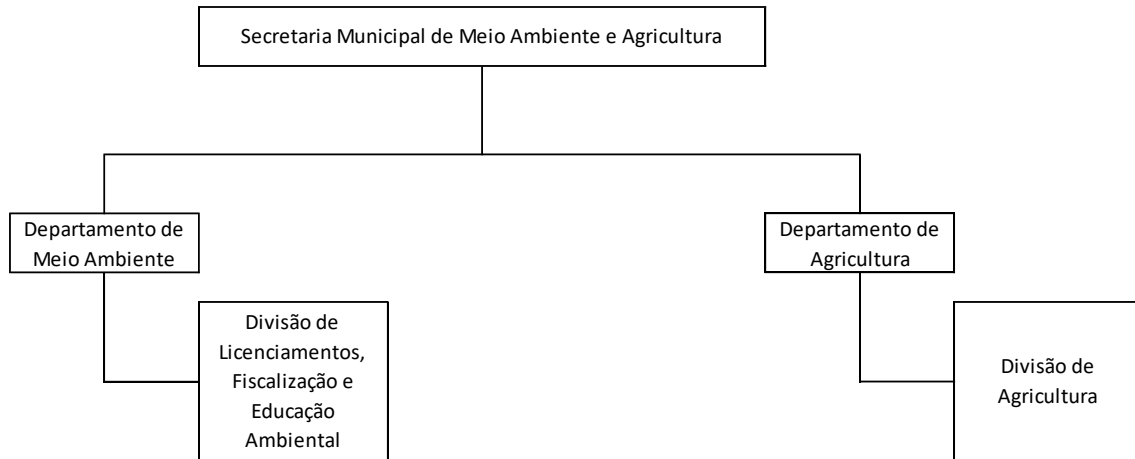 Secretaria Municipal de Meio Ambiente e Agricultura
Departamento de
Meio Ambiente
Departamento de
Agricultura
Divisão de
Licenciamentos,
Fiscalização e
Educação
Ambiental
Divisão de
Agricultura